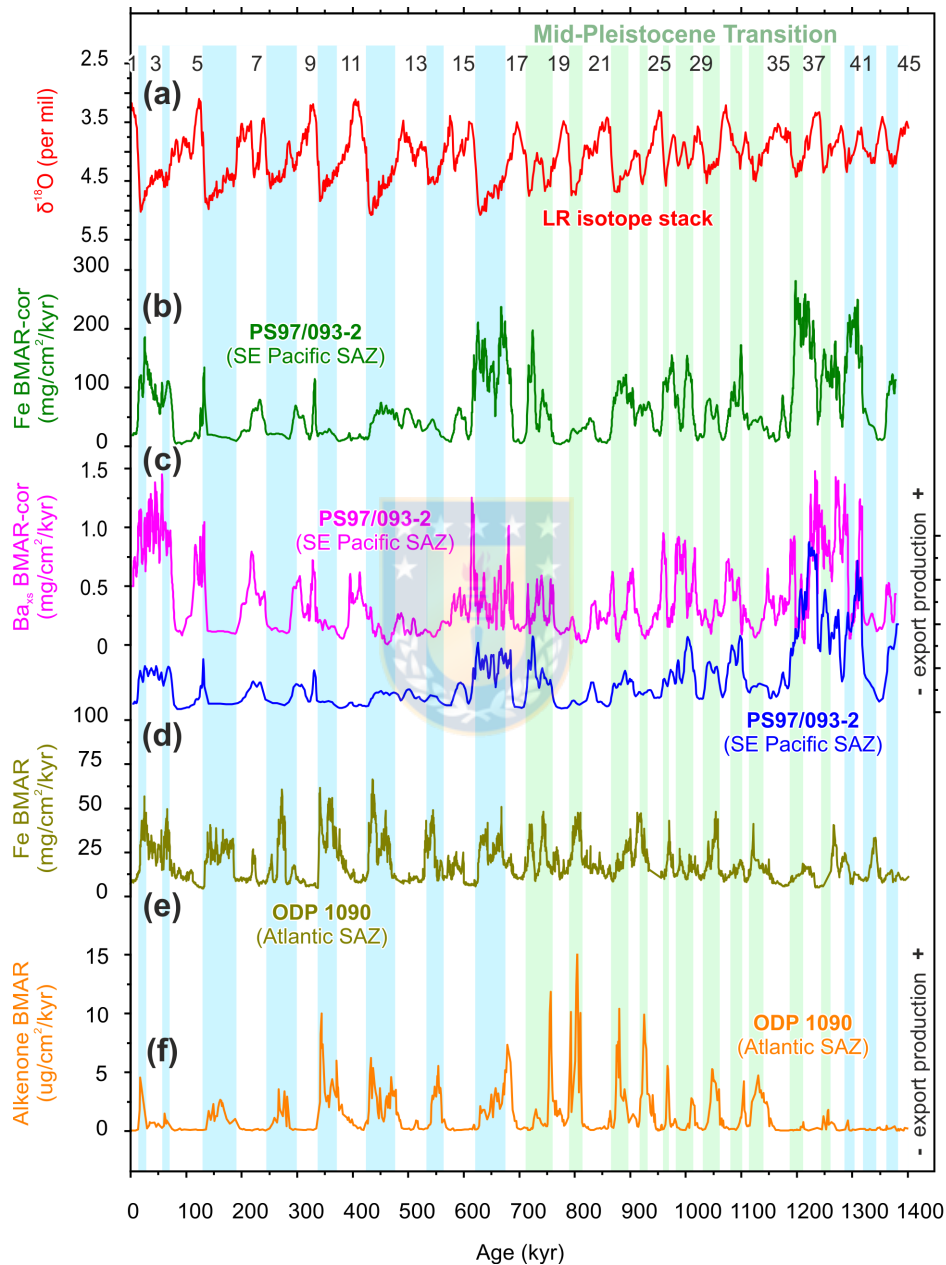 Mid-Pleistocene Transition
1 3 5 7 9 11 13 15 17 19 21 25 29 35 37 41 45
2.5
3.5
4.5
5.5
δ¹⁸O (per mil)
(a)
LR isotope stack
300
200
100
0
Fe BMAR-cor
(mg/cm²/kyr)
(b)
PS97/093-2
(SE Pacific SAZ)
(c)
1.5
1.0
0.5
0
Baxs BMAR-cor
(mg/cm²/kyr)
PS97/093-2
(SE Pacific SAZ)
- export production +
PS97/093-2
(SE Pacific SAZ)
(d)
100
75
50
25
0
Fe BMAR
(mg/cm²/kyr)
(e)
ODP 1090
(Atlantic SAZ)
15
10
5
0
Alkenone BMAR
(ug/cm²/kyr)
(f)
ODP 1090
(Atlantic SAZ)
- export production +
0 100 200 300 400 500 600 700 800 900 1000 1100 1200 1300 1400
Age (kyr)